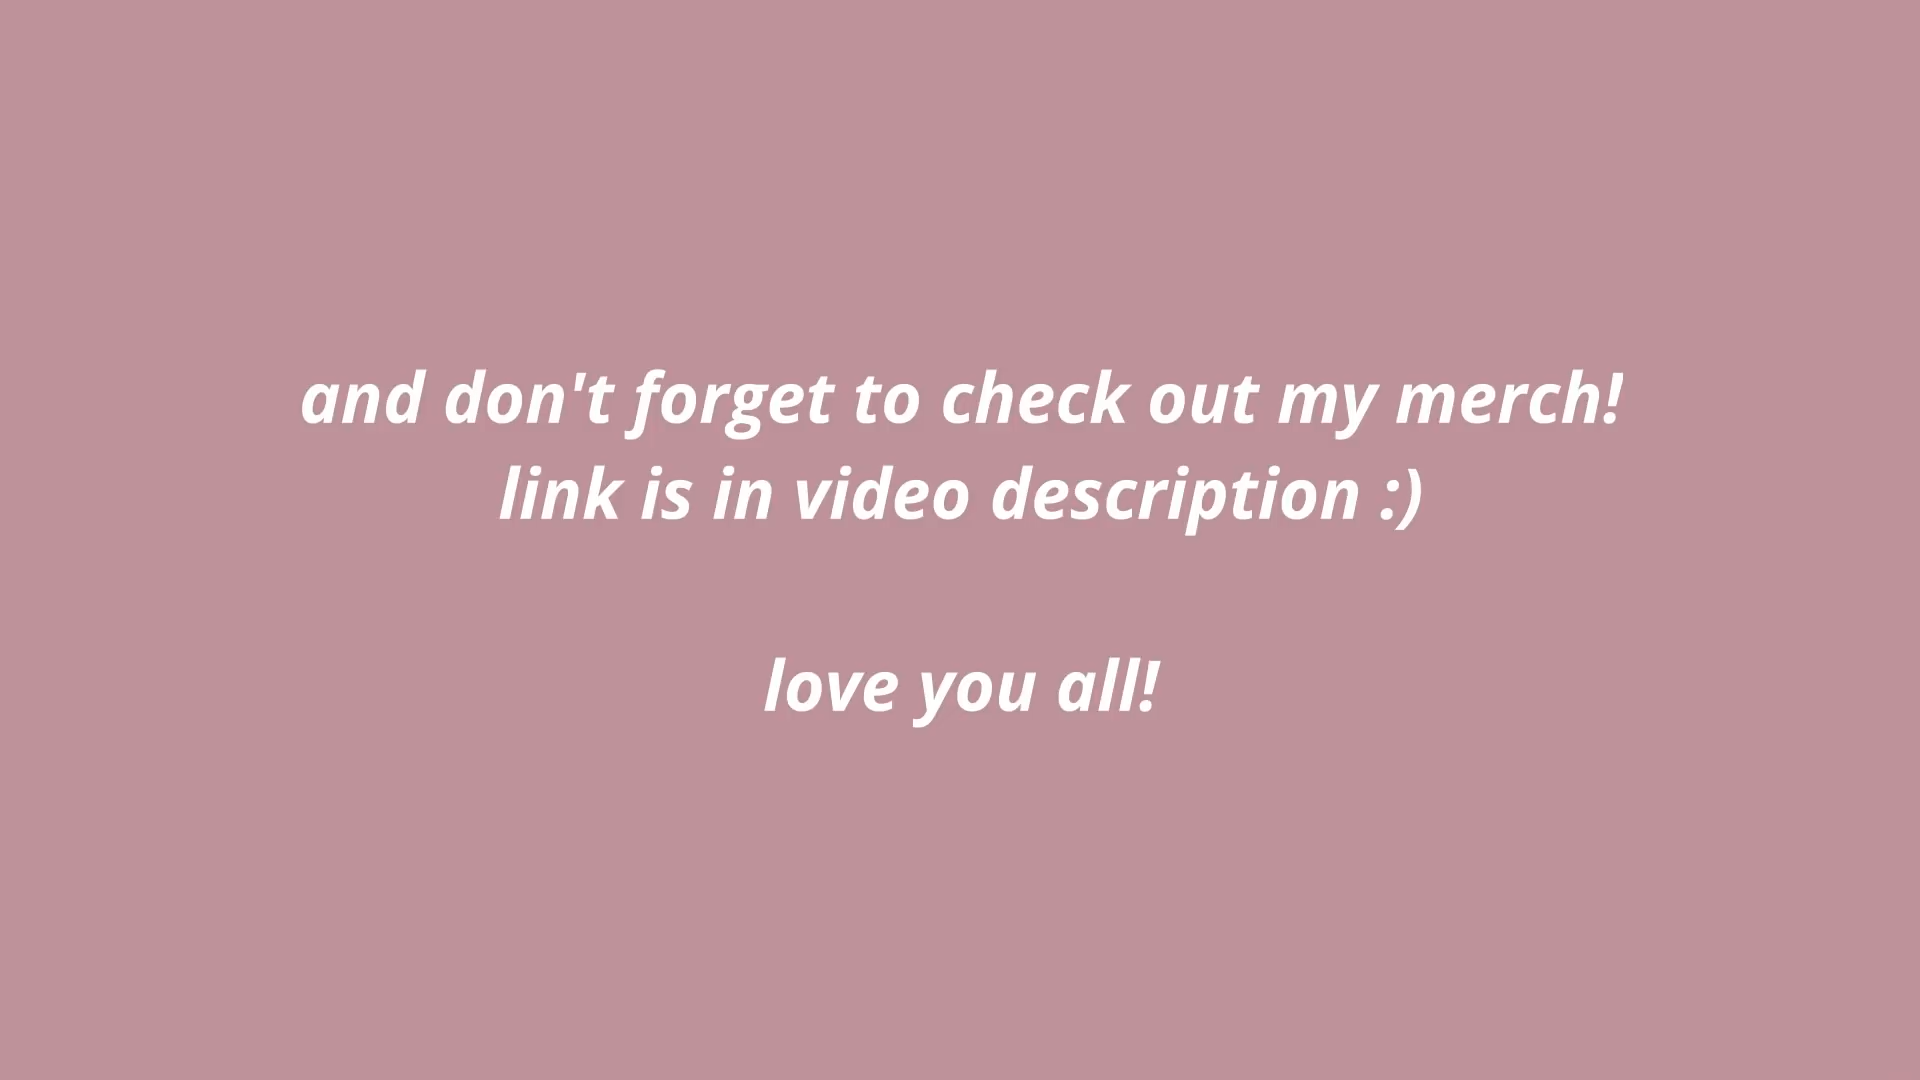 and don't forget to check out my merch!
link is in video description :)
love you all!